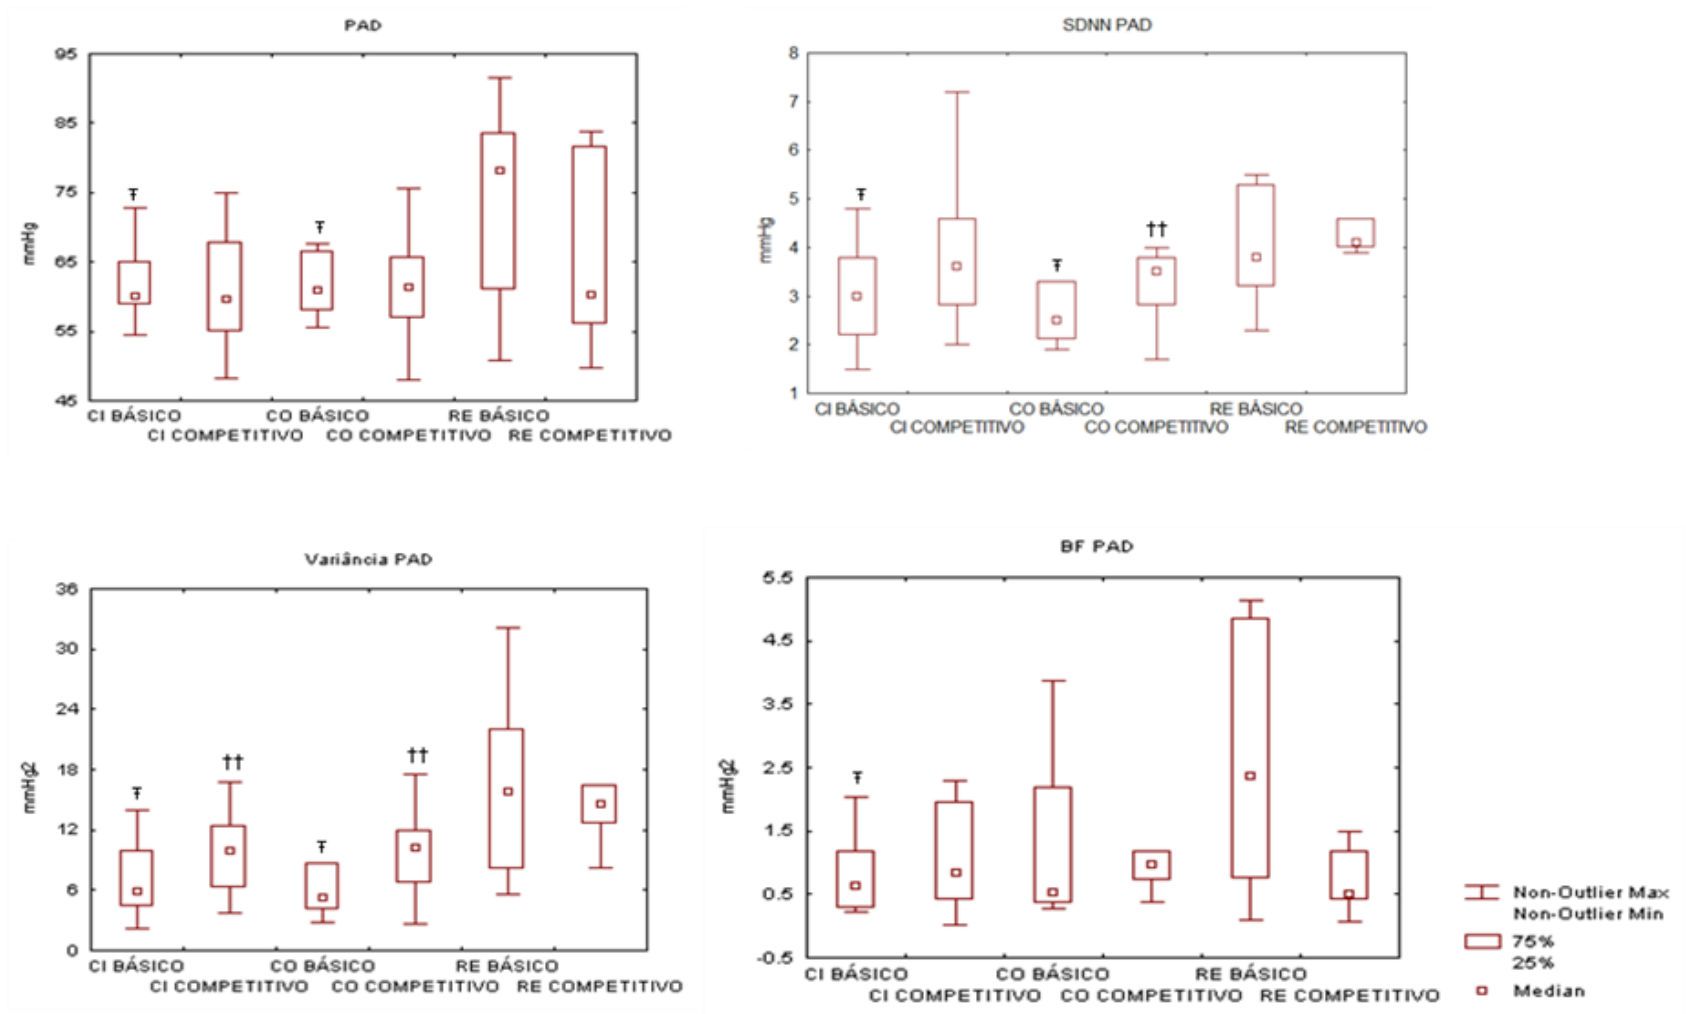 PAD
95
85
75
65
55
45
mmHg
Ŧ
Ŧ
CI BÁSICO CO BÁSICO RE BÁSICO
CI COMPETITIVO CO COMPETITIVO RE COMPETITIVO
SDNN PAD
8
7
6
5
4
3
2
1
mmHg
Ŧ
††
Ŧ
CI BÁSICO CO BÁSICO RE BÁSICO
CI COMPETITIVO CO COMPETITIVO RE COMPETITIVO
Variância PAD
36
30
24
18
12
6
0
mmHg2
Ŧ
††
Ŧ
††
CI BÁSICO CO BÁSICO RE BÁSICO
CI COMPETITIVO CO COMPETITIVO RE COMPETITIVO
BF PAD
5.5
4.5
3.5
2.5
1.5
0.5
-0.5
mmHg2
Ŧ
CI BÁSICO CO BÁSICO RE BÁSICO
CI COMPETITIVO CO COMPETITIVO RE COMPETITIVO
Non-Outlier Max
Non-Outlier Min
75%
25%
Median